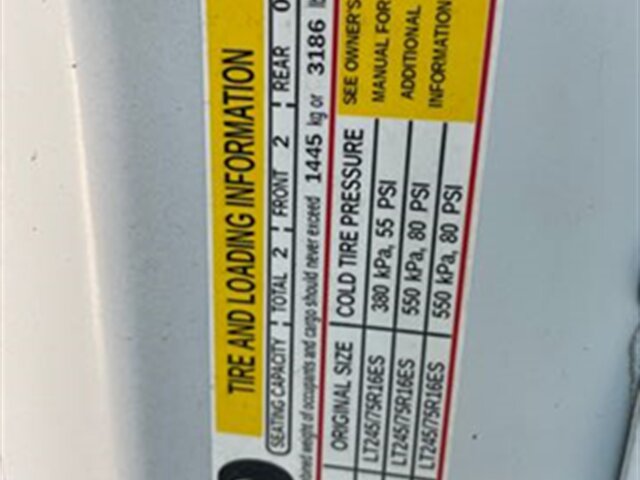 TIRE AND LOADING INFORMATION
SEATING CAPACITY TOTAL 2 FRONT 2 REAR 0
weight of occupants and cargo should never exceed 1445 kg or 3186
ORIGINAL SIZE COLD TIRE PRESSURE SEE OWNER'S
LT245/75R16ES 380 kPa, 55 PSI MANUAL FOR
LT245/75R16ES 550 kPa, 80 PSI ADDITIONAL
LT245/75R16ES 550 kPa, 80 PSI INFORMATION